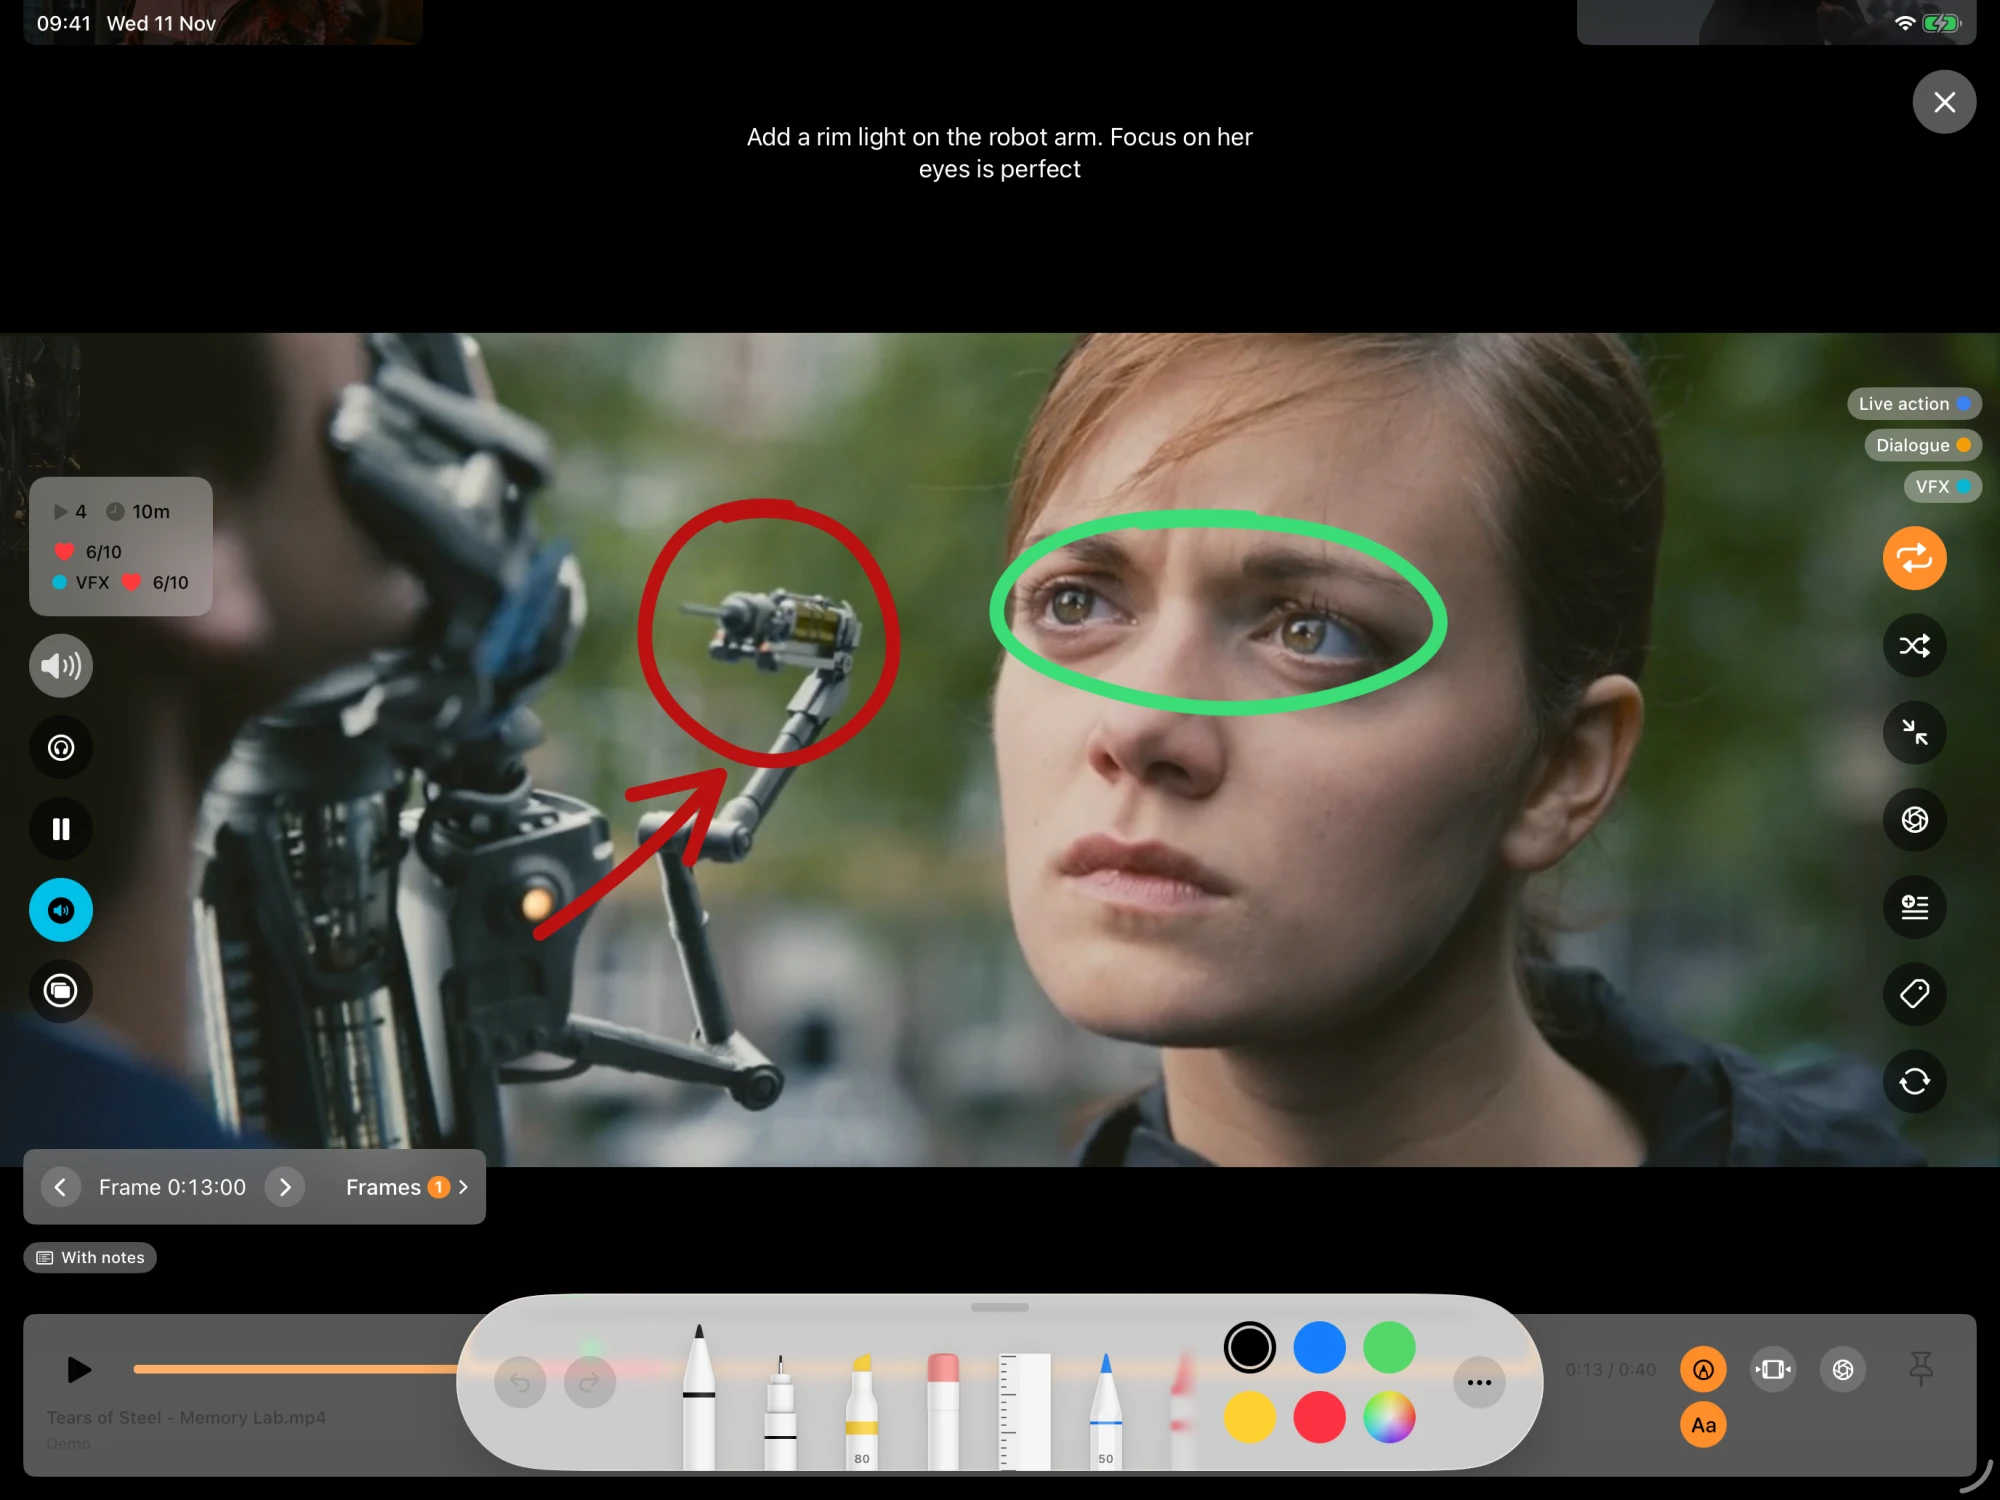 09:41 Wed 11 Nov
Add a rim light on the robot arm. Focus on her
eyes is perfect
Live action
Dialogue
VFX
4 10m
6/10
VFX 6/10
Frame 0:13:00 Frames 1
With notes
0:13 / 0:40
Tears of Steel - Memory Lab.mp4
Demo
80
50
Aa